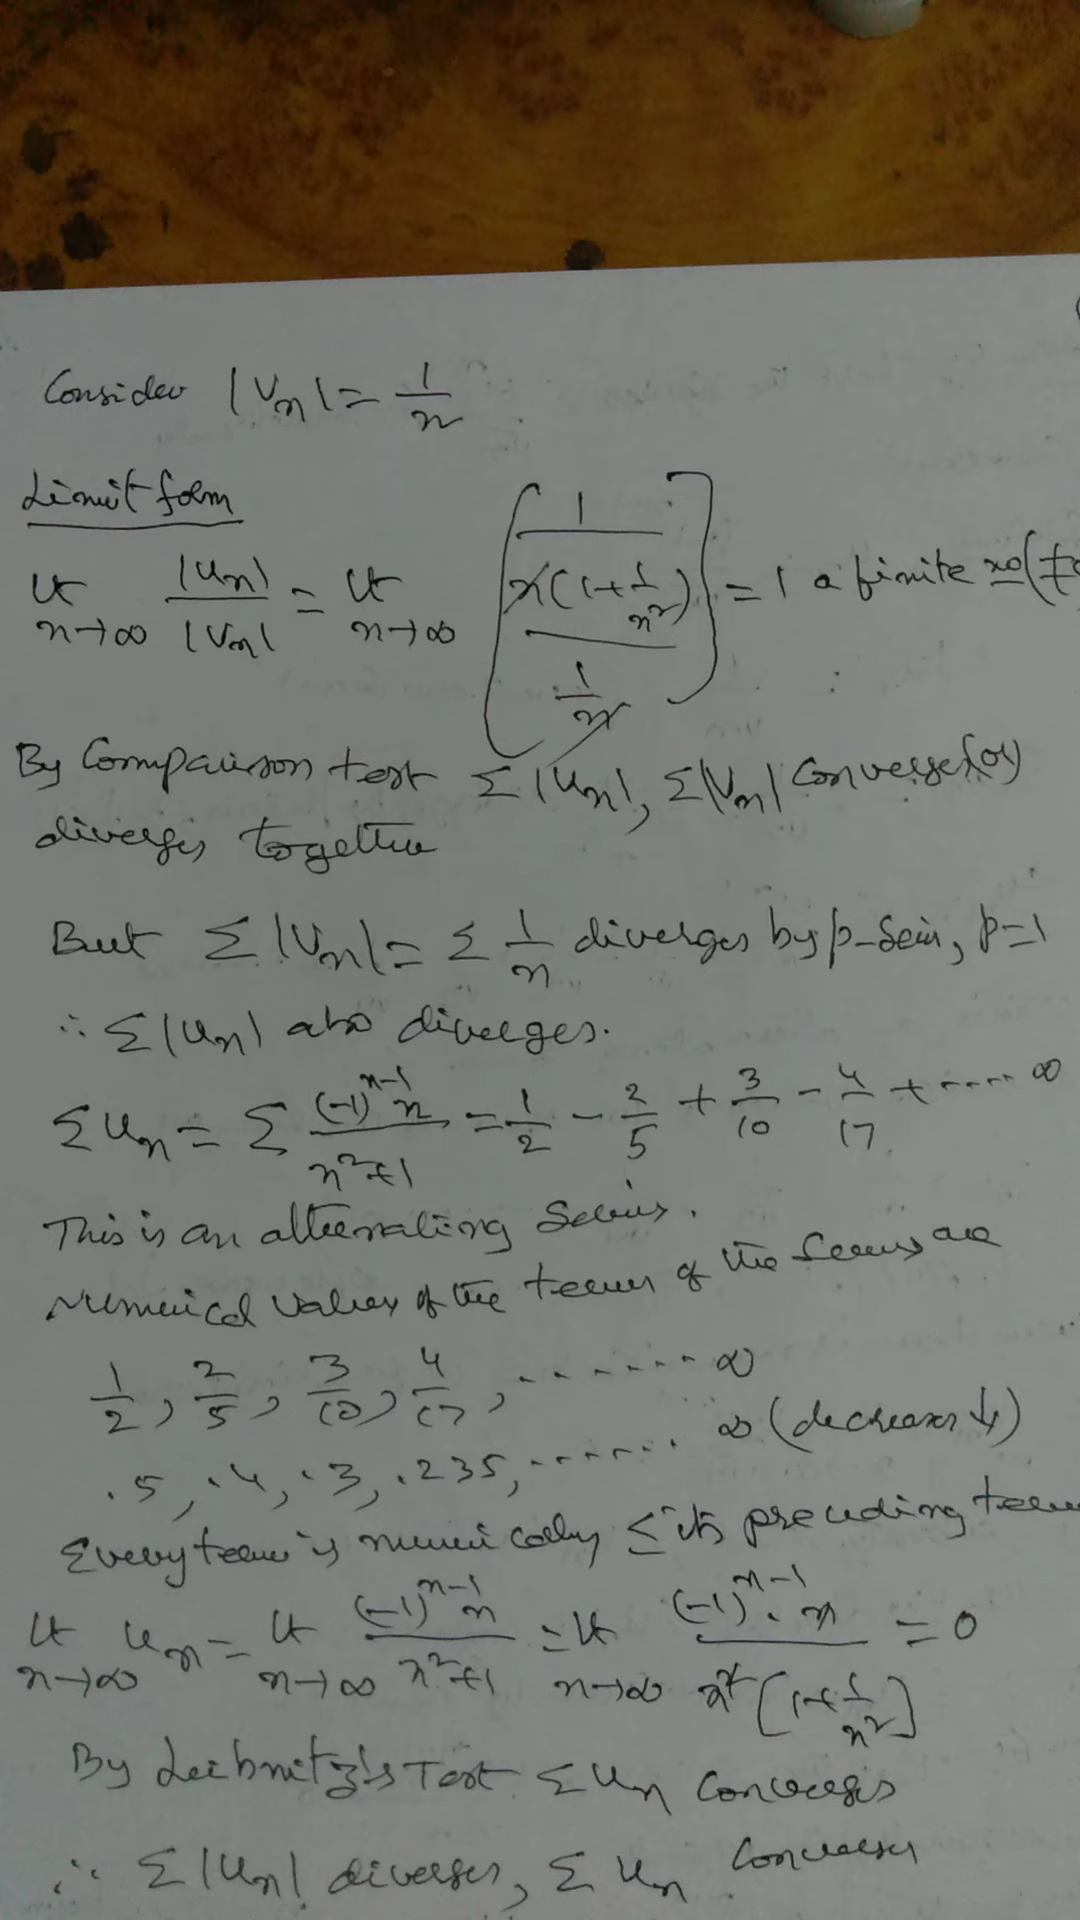 Consider |Vn| = 1/n
Limit form
Lt n→∞ |Un|/|Vn| = Lt n→∞ [ (1/(n(1+1/n²))) / (1/n) ] = 1 a finite no (≠
By Comparison test Σ|Un|, Σ|Vn| Converges (or)
diverges together
But Σ|Vn| = Σ 1/n diverges by p-series, p=1
∴ Σ|Un| also diverges.
ΣUn = Σ (-1)^(n-1) n / (n²+1) = 1/2 - 2/5 + 3/10 - 4/17 + ---- ∞
This is an alternating Series.
Numerical Values of the terms of the Series are
1/2, 2/5, 3/10, 4/17, ------- ∞
.5, .4, .3, .235, ------- ∞ (decreases ↓)
Every term is numerically ≤ its preceding term
Lt n→∞ Un = Lt n→∞ (-1)^(n-1) n / (n²+1) = Lt n→∞ (-1)^(n-1) . n / (n²[1+1/n²]) = 0
By Leibnitz's Test ΣUn Converges
∴ Σ|Un| diverges, ΣUn Converges